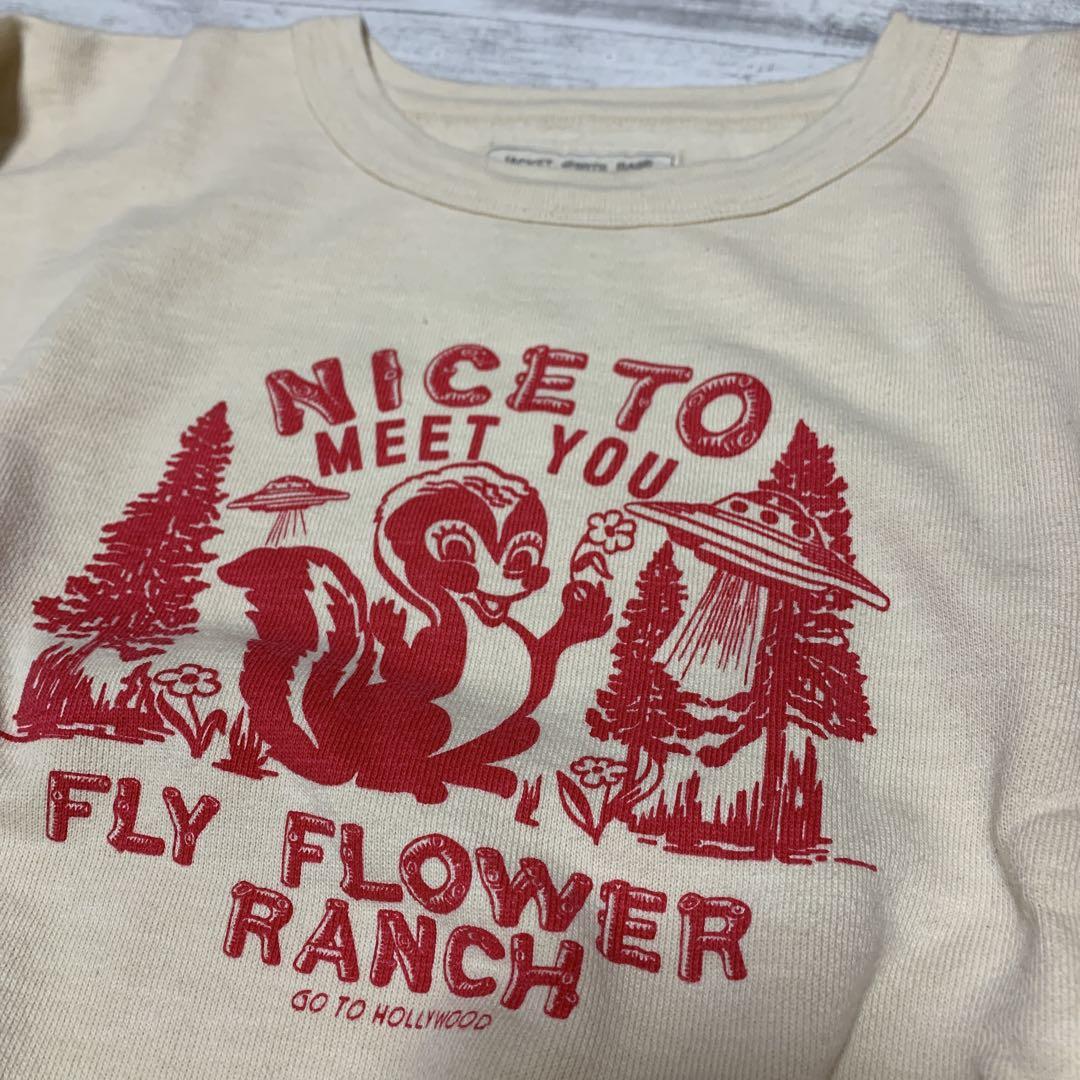 NICE TO
MEET YOU
FLY FLOWER
RANCH
GO TO HOLLYWOOD